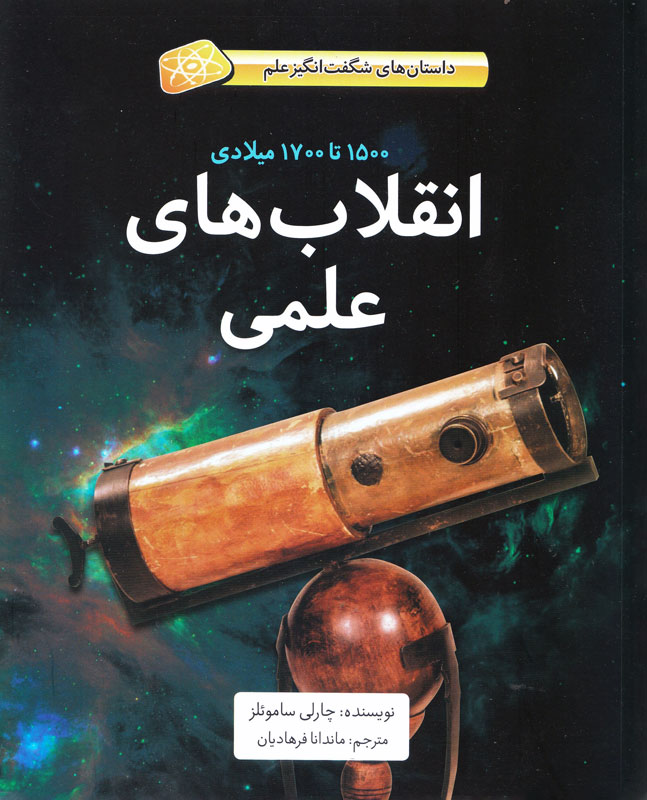 داستان‌های شگفت‌انگیز علم
۱۵۰۰ تا ۱۷۰۰ میلادی
انقلاب‌های
علمی
نویسنده: چارلی ساموئلز
مترجم: ماندانا فرهادیان